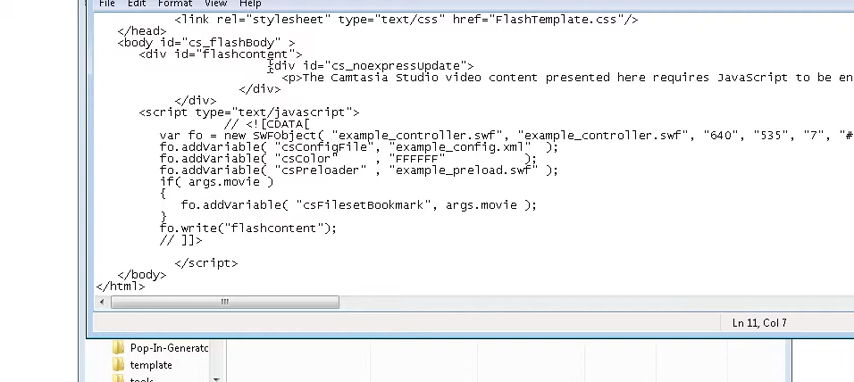 File Edit Format View Help
<link rel="stylesheet" type="text/css" href="FlashTemplate.css"/>
</head>
<body id="cs_flashBody" >
<div id="flashcontent">
<div id="cs_noexpressUpdate">
<p>The Camtasia Studio video content presented here requires JavaScript to be en
</div>
</div>
<script type="text/javascript">
// <![CDATA[
var fo = new SWFObject( "example_controller.swf", "example_controller.swf", "640", "535", "7", "#
fo.addVariable( "csConfigFile", "example_config.xml"  );
fo.addVariable( "csColor"     , "FFFFFF"           );
fo.addVariable( "csPreloader" , "example_preload.swf" );
if( args.movie )
{
fo.addVariable( "csFilesetBookmark", args.movie );
}
fo.write("flashcontent");
// ]]>
</script>
</body>
</html>
Ln 11, Col 7
Pop-In-Generatc
template
tools